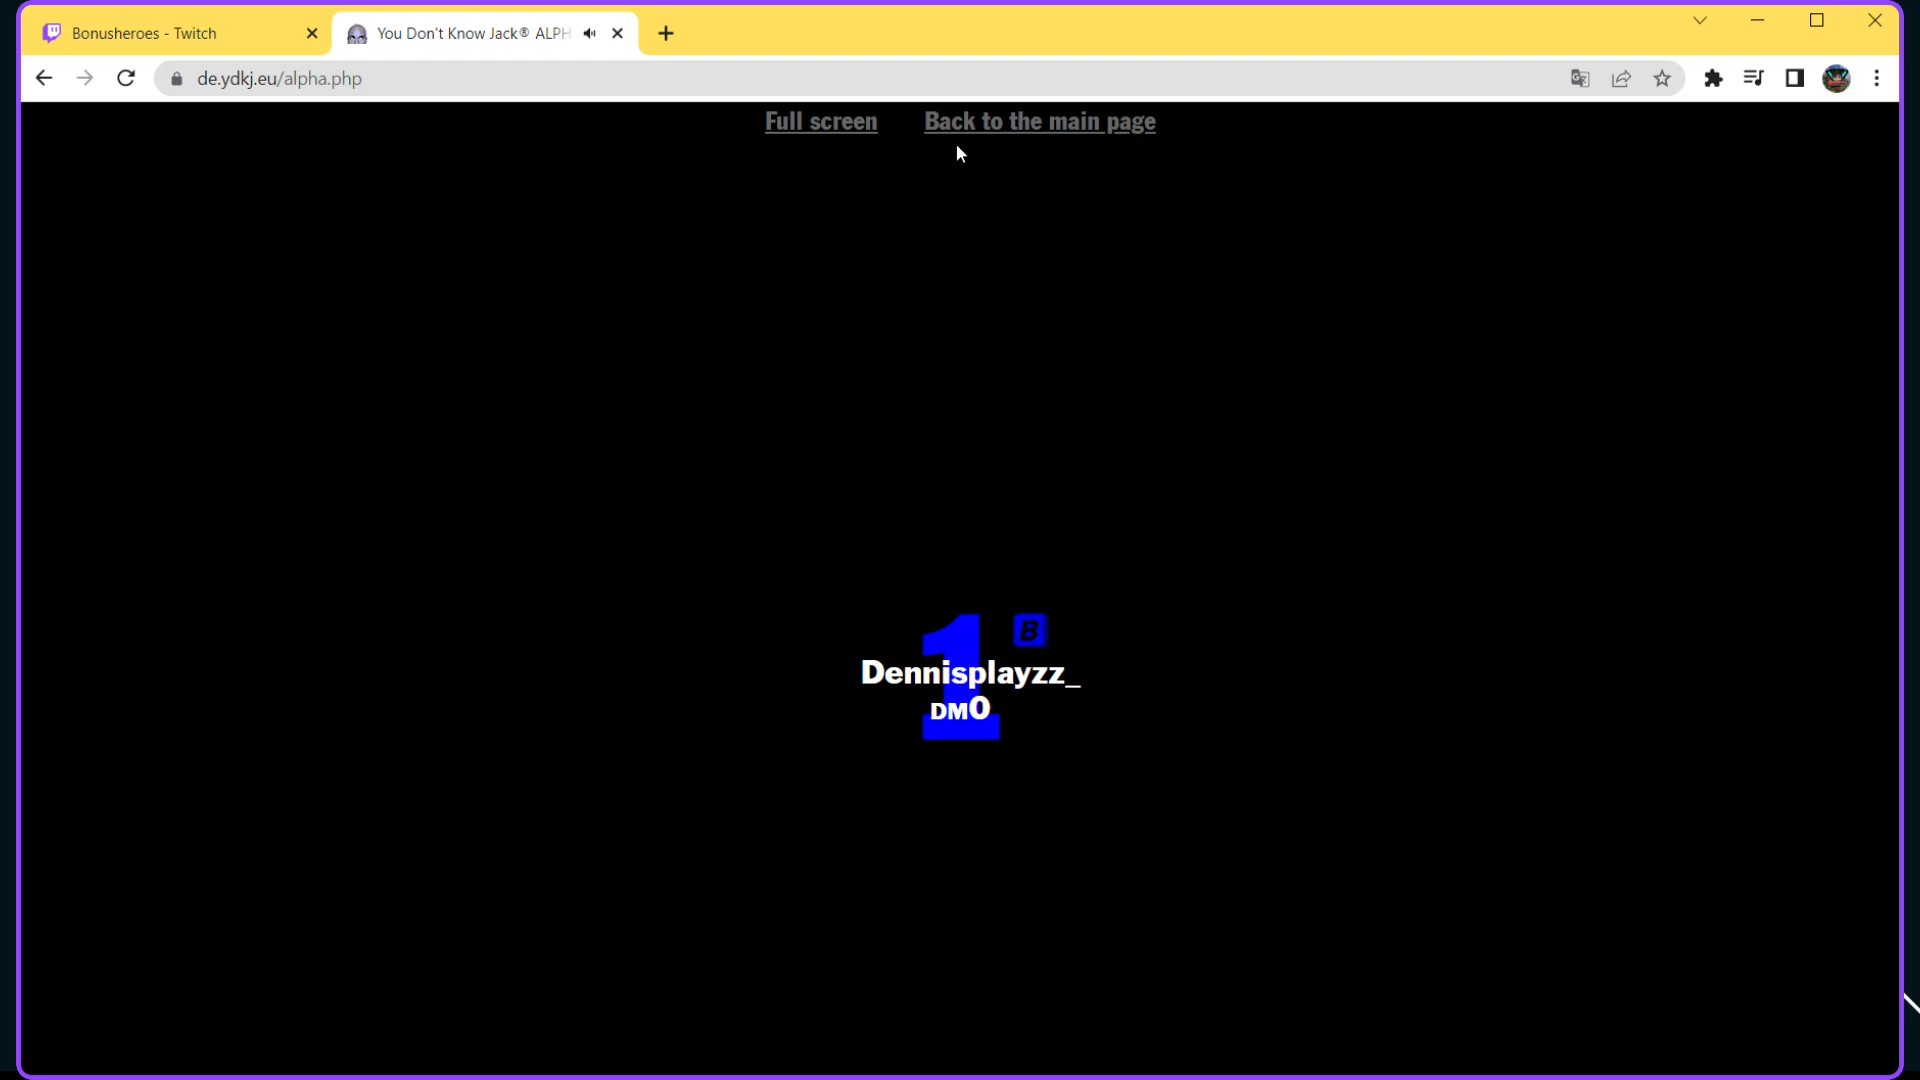 Bonusheroes - Twitch
You Don't Know Jack® ALPH
de.ydkj.eu/alpha.php
Full screen
Back to the main page
1
B
Dennisplayzz_
DM0